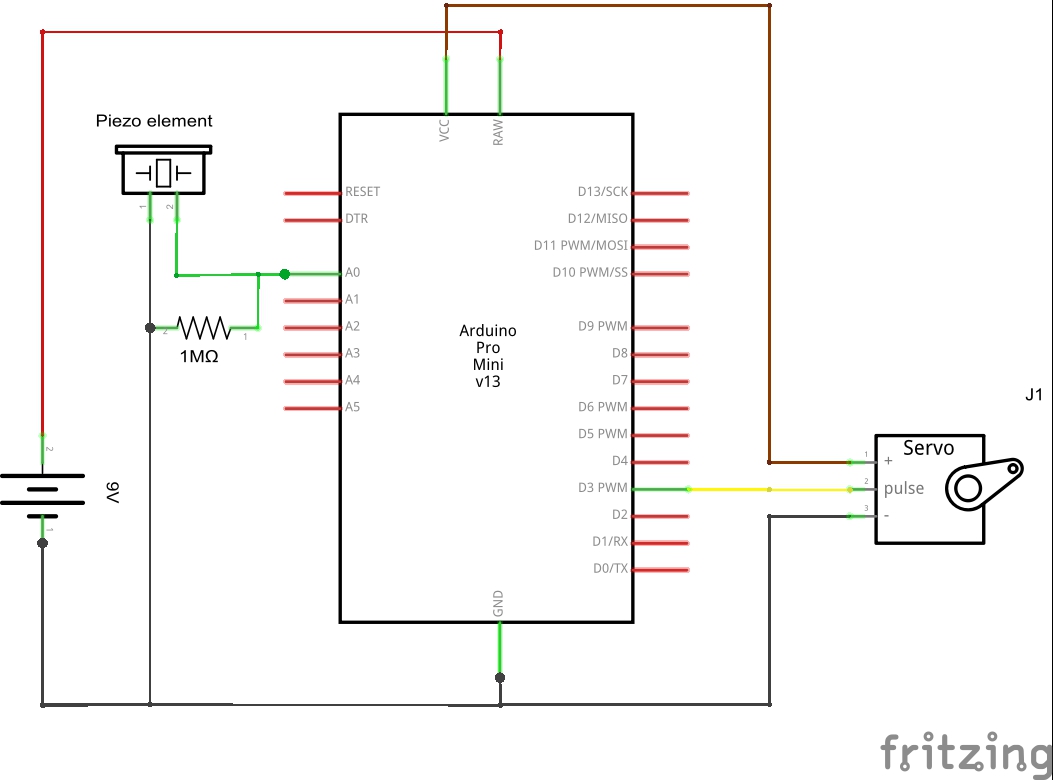 Piezo element
1
2
2
1
1MΩ
2
9V
1
VCC
RAW
RESET
DTR
A0
A1
A2
A3
A4
A5
Arduino
Pro
Mini
v13
D13/SCK
D12/MISO
D11 PWM/MOSI
D10 PWM/SS
D9 PWM
D8
D7
D6 PWM
D5 PWM
D4
D3 PWM
D2
D1/RX
D0/TX
GND
J1
Servo
1 +
2 pulse
3 -
fritzing